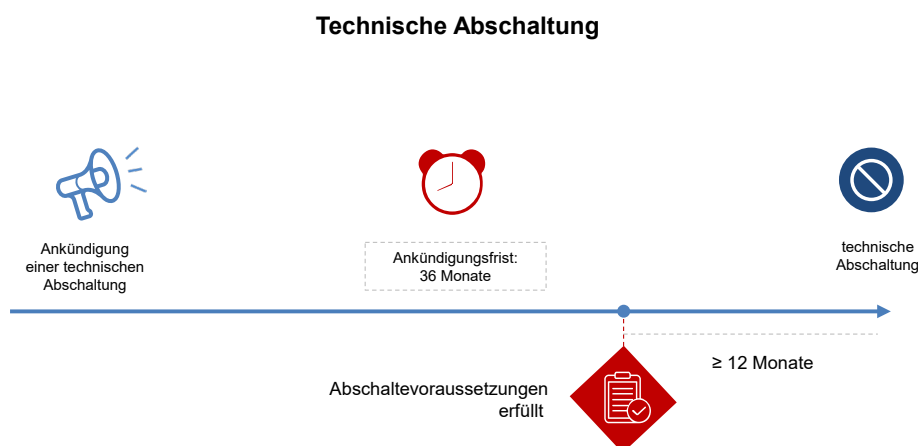 Technische Abschaltung
Ankündigung
einer technischen
Abschaltung
Ankündigungsfrist:
36 Monate
technische
Abschaltung
≥ 12 Monate
Abschaltevoraussetzungen
erfüllt